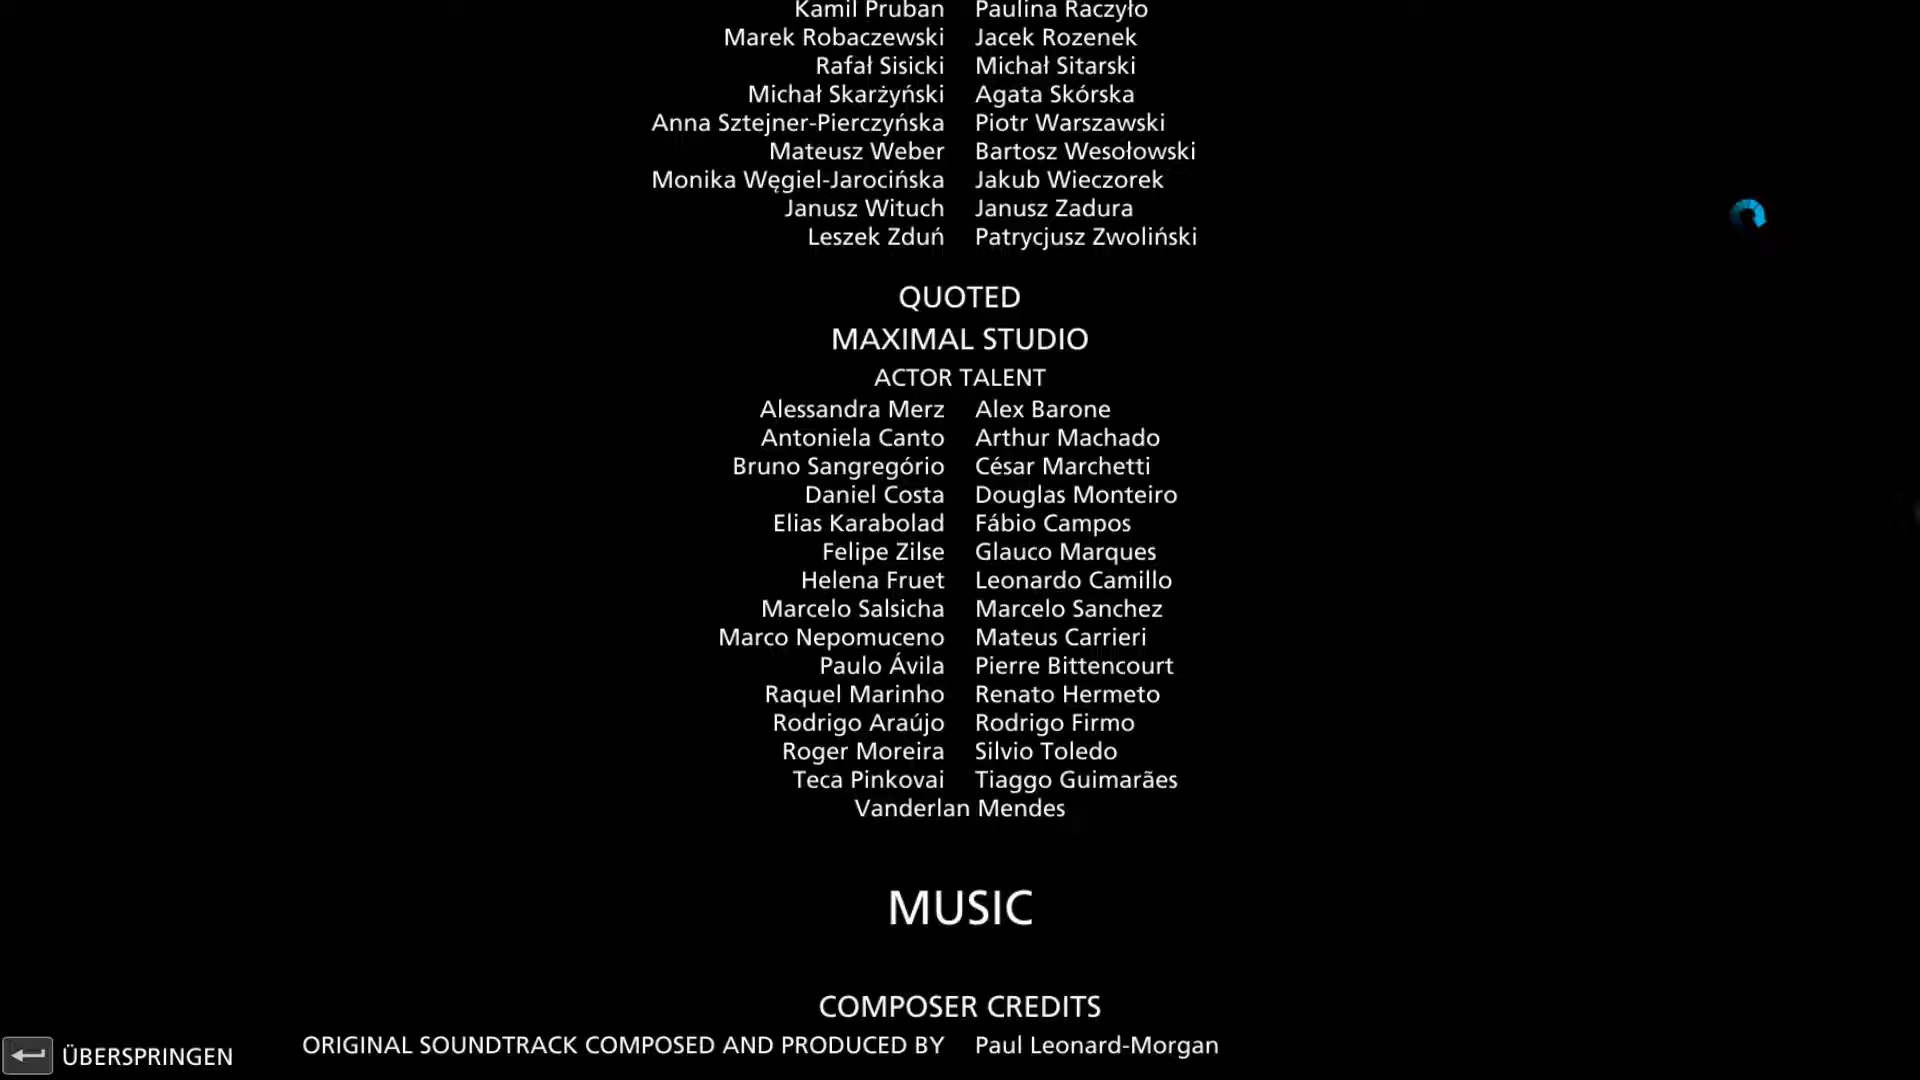 Kamil Pruban Paulina Raczyło
Marek Robaczewski Jacek Rozenek
Rafał Sisicki Michał Sitarski
Michał Skarżyński Agata Skórska
Anna Sztejner-Pierczyńska Piotr Warszawski
Mateusz Weber Bartosz Wesołowski
Monika Węgiel-Jarocińska Jakub Wieczorek
Janusz Wituch Janusz Zadura
Leszek Zduń Patrycjusz Zwoliński
QUOTED
MAXIMAL STUDIO
ACTOR TALENT
Alessandra Merz Alex Barone
Antoniela Canto Arthur Machado
Bruno Sangregório César Marchetti
Daniel Costa Douglas Monteiro
Elias Karabolad Fábio Campos
Felipe Zilse Glauco Marques
Helena Fruet Leonardo Camillo
Marcelo Salsicha Marcelo Sanchez
Marco Nepomuceno Mateus Carrieri
Paulo Ávila Pierre Bittencourt
Raquel Marinho Renato Hermeto
Rodrigo Araújo Rodrigo Firmo
Roger Moreira Silvio Toledo
Teca Pinkovai Tiaggo Guimarães
Vanderlan Mendes
MUSIC
COMPOSER CREDITS
ORIGINAL SOUNDTRACK COMPOSED AND PRODUCED BY Paul Leonard-Morgan
ÜBERSPRINGEN